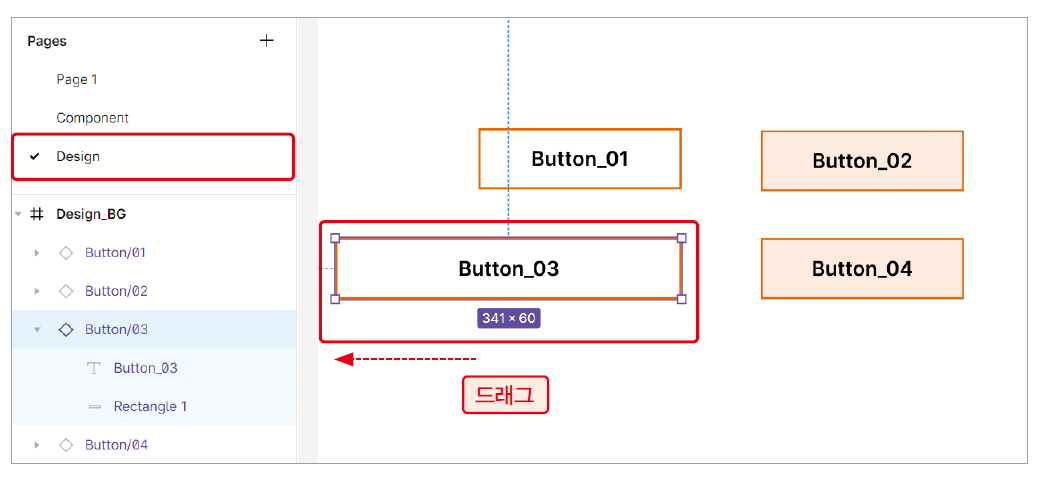 Pages
Page 1
Component
Design
Design_BG
Button/01
Button/02
Button/03
Button_03
Rectangle 1
Button/04
Button_01
Button_02
Button_03
Button_04
341 × 60
드래그